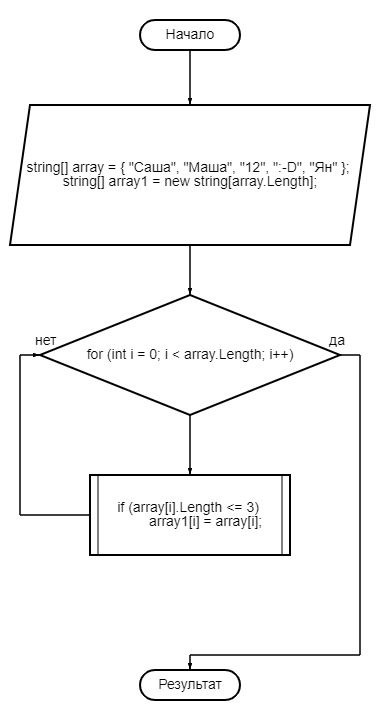 Начало
string[] array = { "Саша", "Маша", "12", ":-D", "Ян" };
string[] array1 = new string[array.Length];
нет
да
for (int i = 0; i < array.Length; i++)
if (array[i].Length <= 3)
array1[i] = array[i];
Результат